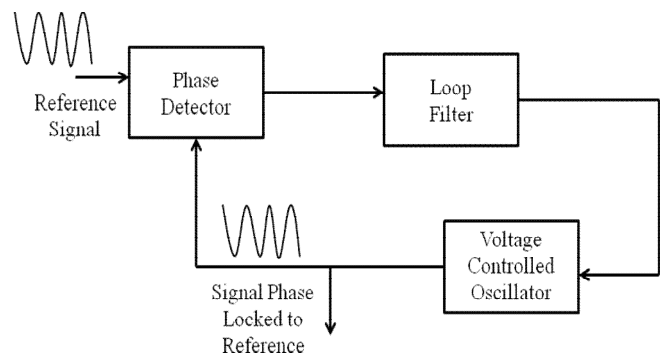 Phase
Detector
Loop
Filter
Reference
Signal
Voltage
Controlled
Oscillator
Signal Phase
Locked to
Reference